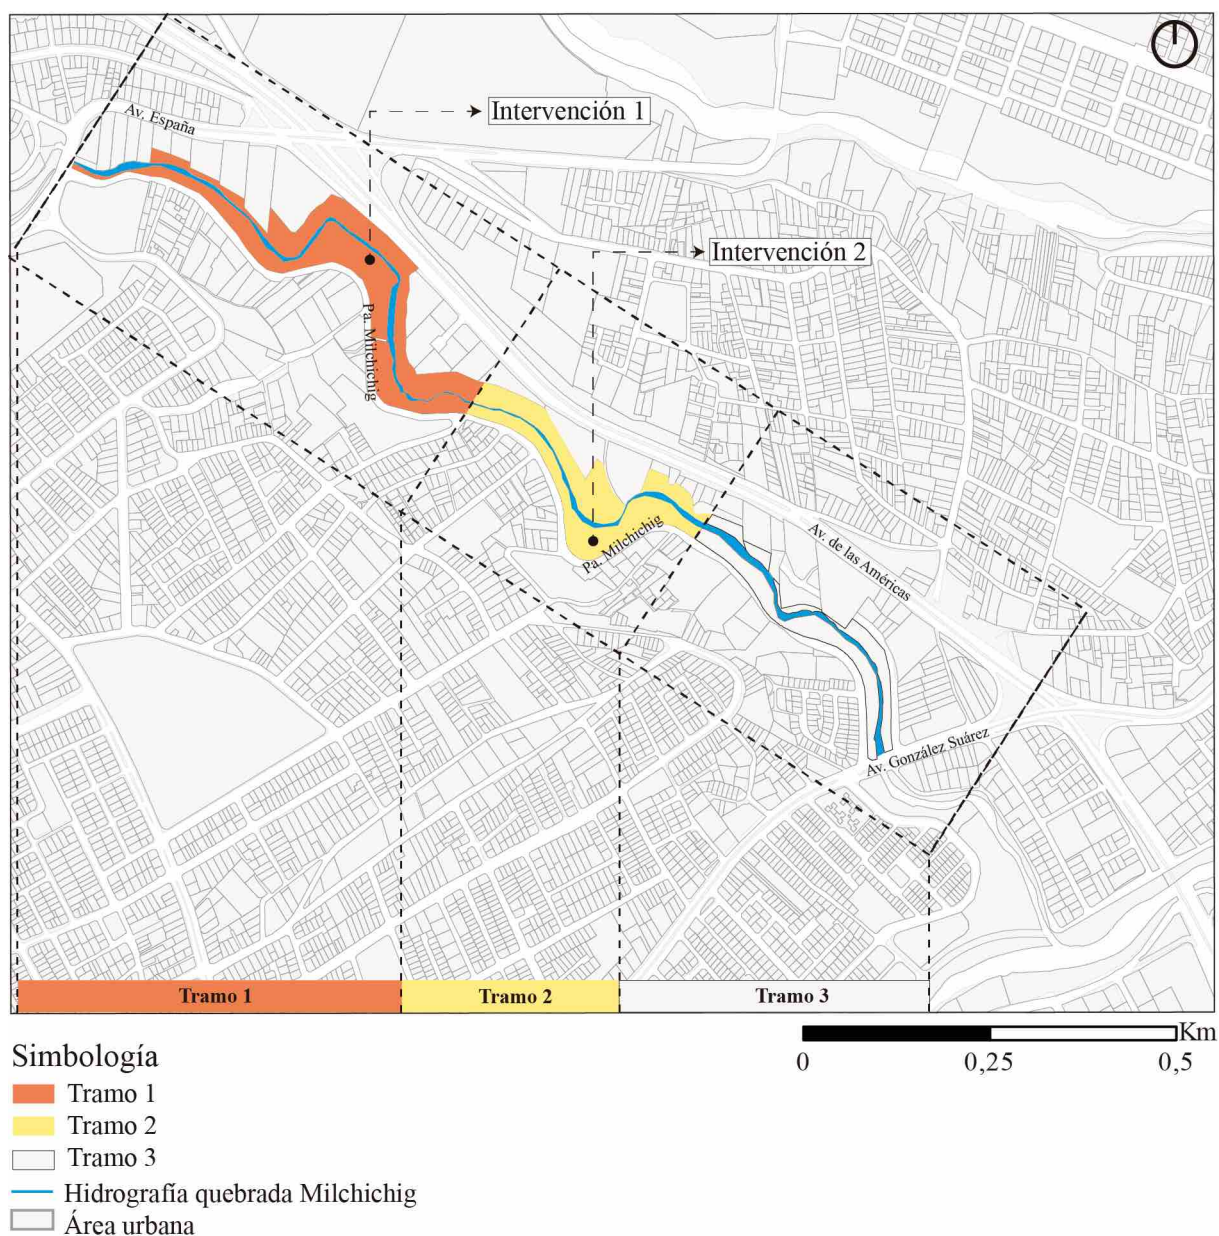 Intervención 1
Av. España
Intervención 2
Pa. Milchichig
Pa. Milchichig
Av. de las Américas
Av. González Suárez
Tramo 1
Tramo 2
Tramo 3
Km
0
0,25
0,5
Simbología
Tramo 1
Tramo 2
Tramo 3
Hidrografía quebrada Milchichig
Área urbana